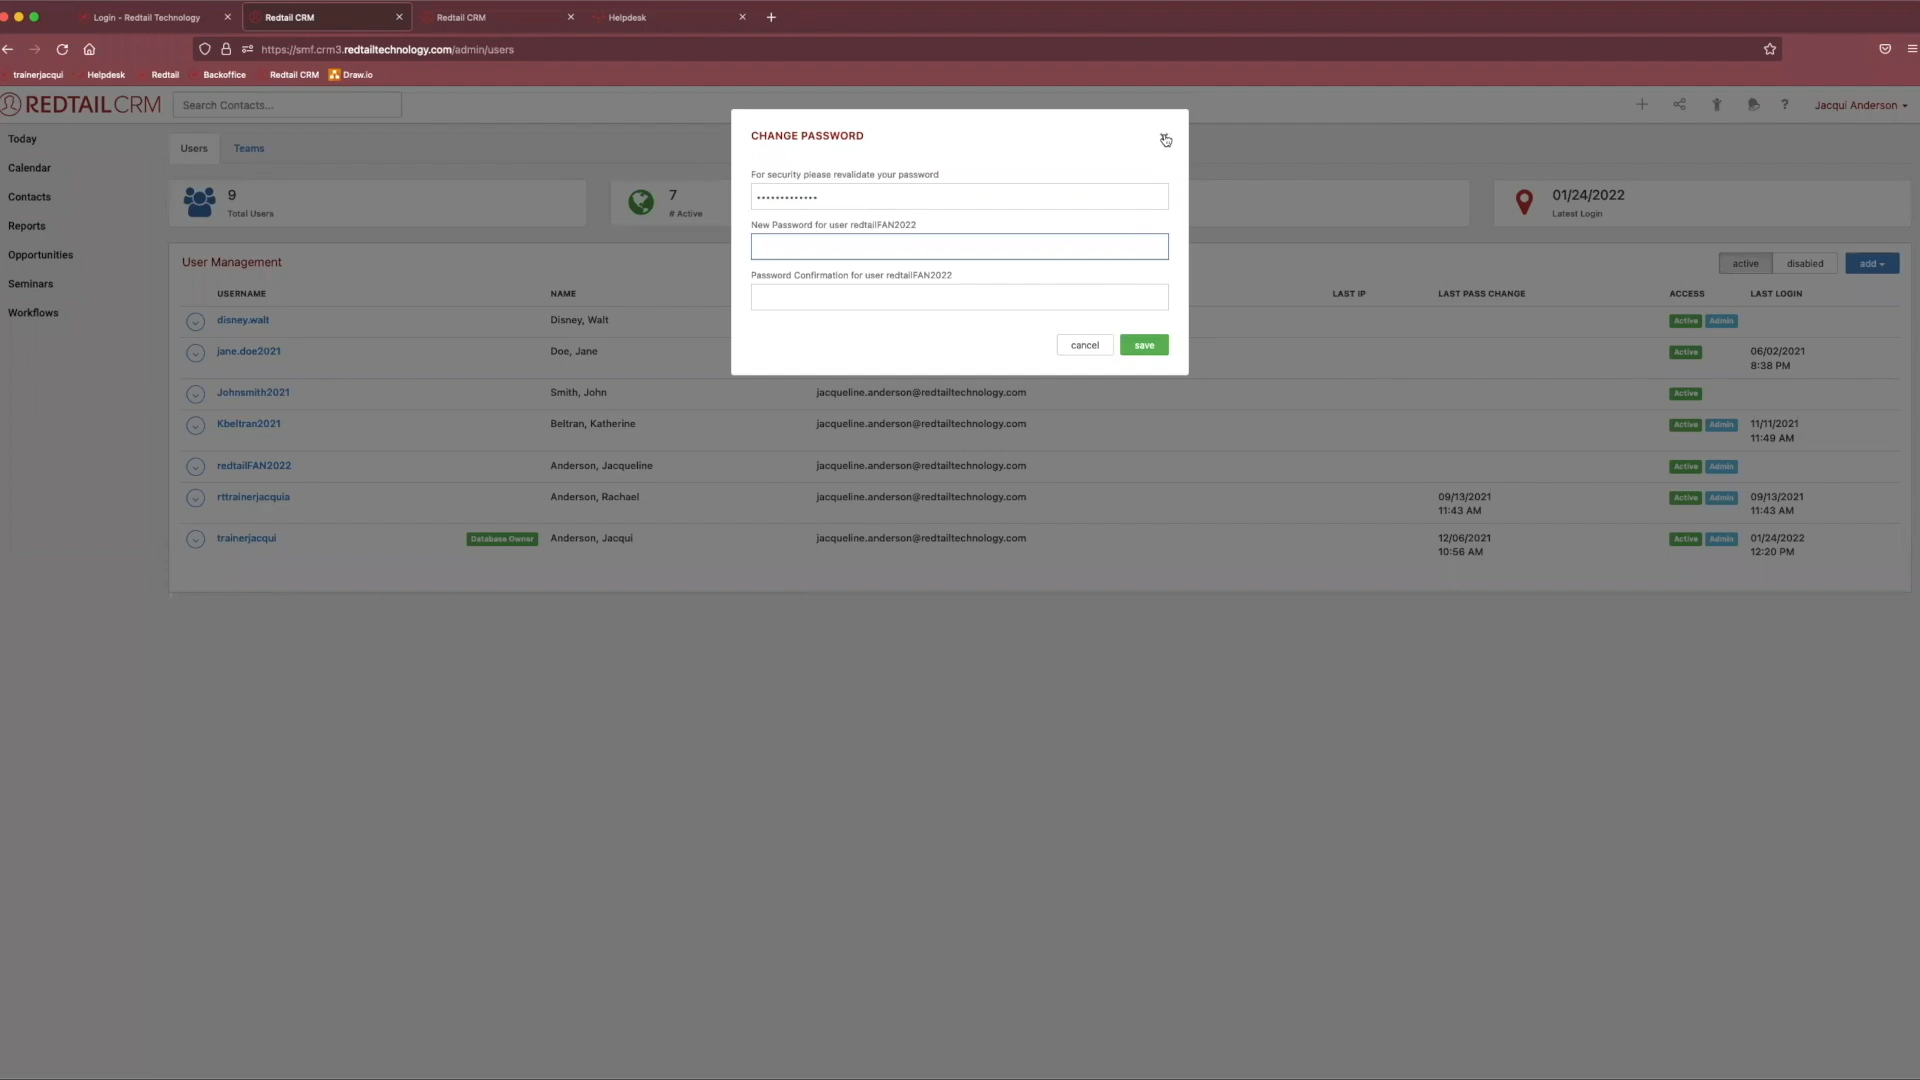 Login - Redtail Technology
Redtail CRM
Redtail CRM
Helpdesk
https://smf.crm3.redtailtechnology.com/admin/users
trainerjacqui Helpdesk Redtail Backoffice Redtail CRM Draw.io
REDTAILCRM
Search Contacts...
Jacqui Anderson
Today
Calendar
Contacts
Reports
Opportunities
Seminars
Workflows
Users Teams
9
Total Users
7
# Active
01/24/2022
Latest Login
User Management
active disabled add
USERNAME NAME LAST IP LAST PASS CHANGE ACCESS LAST LOGIN
disney.walt Disney, Walt Active Admin
jane.doe2021 Doe, Jane Active 06/02/2021
8:38 PM
Johnsmith2021 Smith, John jacqueline.anderson@redtailtechnology.com Active
Kbeltran2021 Beltran, Katherine jacqueline.anderson@redtailtechnology.com Active Admin 11/11/2021
11:49 AM
redtailFAN2022 Anderson, Jacqueline jacqueline.anderson@redtailtechnology.com Active Admin
rttrainerjacquia Anderson, Rachael jacqueline.anderson@redtailtechnology.com 09/13/2021 Active Admin 09/13/2021
11:43 AM 11:43 AM
trainerjacqui Database Owner Anderson, Jacqui jacqueline.anderson@redtailtechnology.com 12/06/2021 Active Admin 01/24/2022
10:56 AM 12:20 PM
CHANGE PASSWORD
For security please revalidate your password
•••••••••••••
New Password for user redtailFAN2022
Password Confirmation for user redtailFAN2022
cancel save